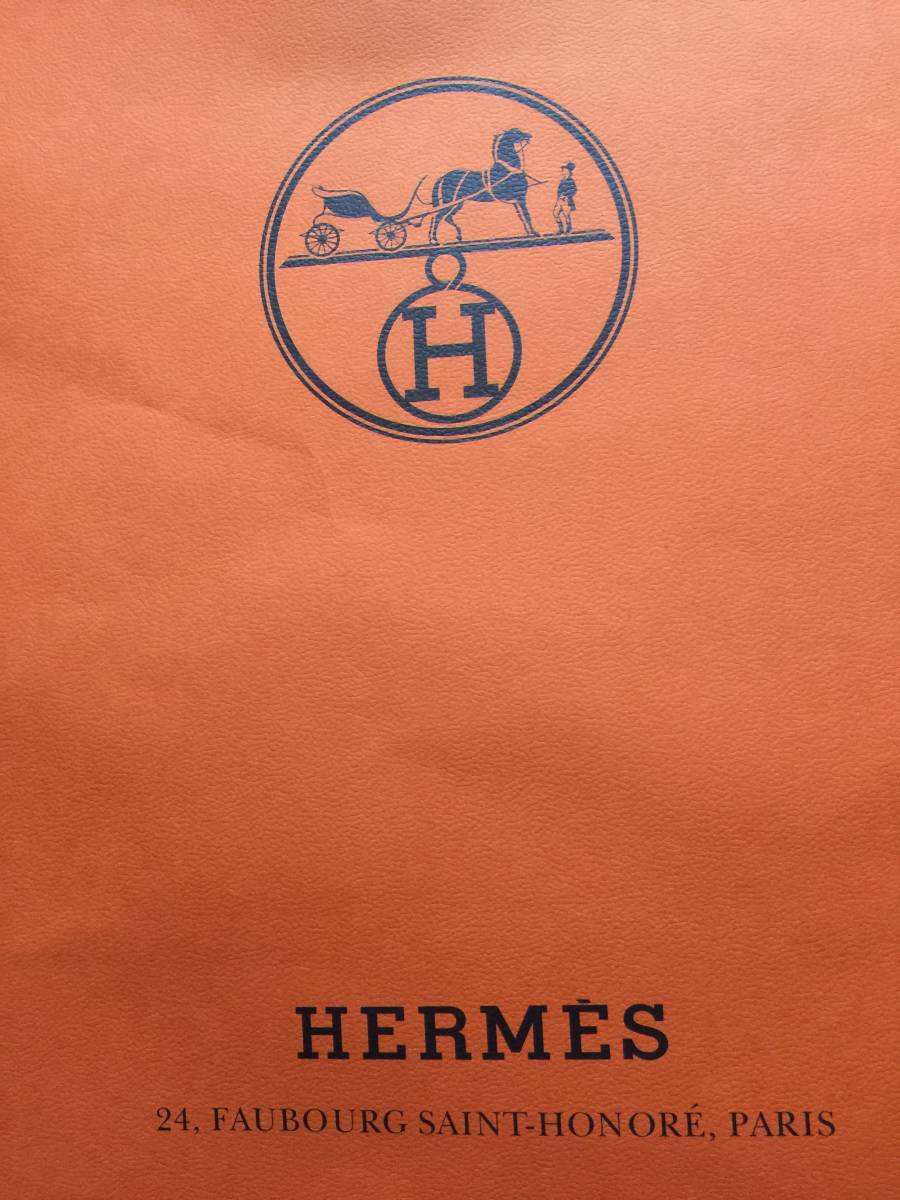 H
HERMÈS
24, FAUBOURG SAINT-HONORÉ, PARIS